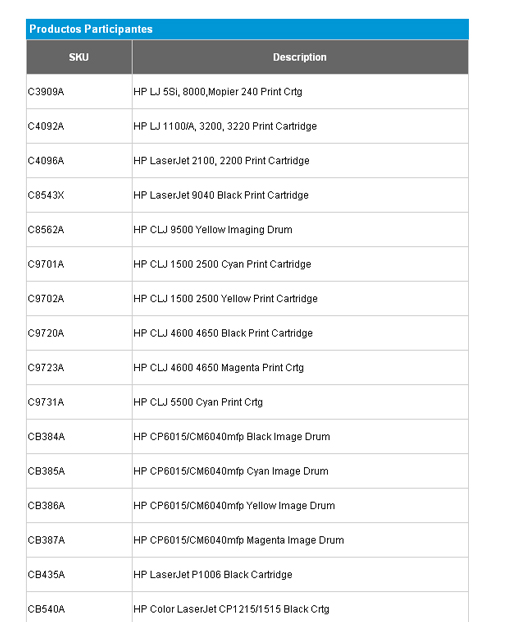 Productos Participantes
SKU Description
C3909A HP LJ 5Si, 8000,Mopier 240 Print Crtg
C4092A HP LJ 1100/A, 3200, 3220 Print Cartridge
C4096A HP LaserJet 2100, 2200 Print Cartridge
C8543X HP LaserJet 9040 Black Print Cartridge
C8562A HP CLJ 9500 Yellow Imaging Drum
C9701A HP CLJ 1500 2500 Cyan Print Cartridge
C9702A HP CLJ 1500 2500 Yellow Print Cartridge
C9720A HP CLJ 4600 4650 Black Print Cartridge
C9723A HP CLJ 4600 4650 Magenta Print Crtg
C9731A HP CLJ 5500 Cyan Print Crtg
CB384A HP CP6015/CM6040mfp Black Image Drum
CB385A HP CP6015/CM6040mfp Cyan Image Drum
CB386A HP CP6015/CM6040mfp Yellow Image Drum
CB387A HP CP6015/CM6040mfp Magenta Image Drum
CB435A HP LaserJet P1006 Black Cartridge
CB540A HP Color LaserJet CP1215/1515 Black Crtg